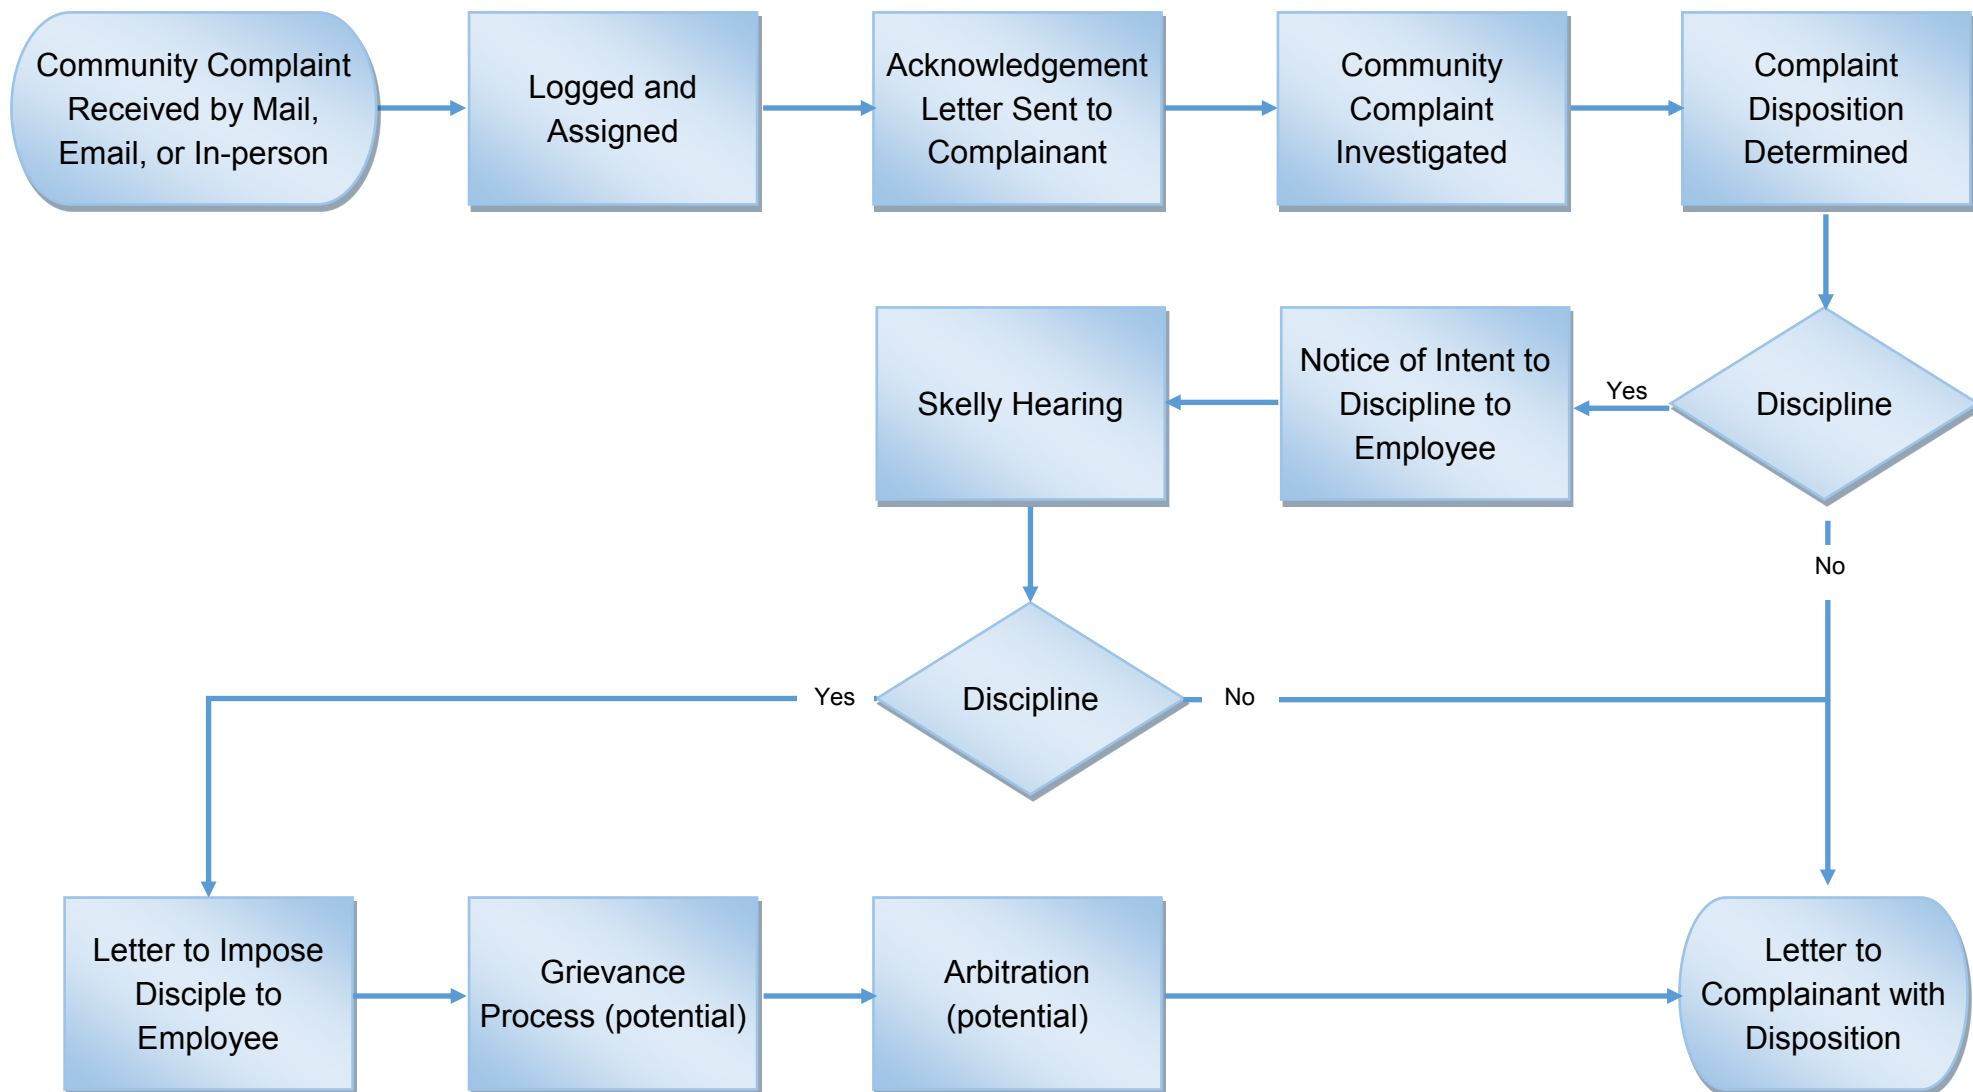 Community Complaint
Received by Mail,
Email, or In-person
Logged and
Assigned
Acknowledgement
Letter Sent to
Complainant
Community
Complaint
Investigated
Complaint
Disposition
Determined
Skelly Hearing
Notice of Intent to
Discipline to
Employee
Yes
Discipline
No
Yes
Discipline
No
Letter to Impose
Disciple to
Employee
Grievance
Process (potential)
Arbitration
(potential)
Letter to
Complainant with
Disposition